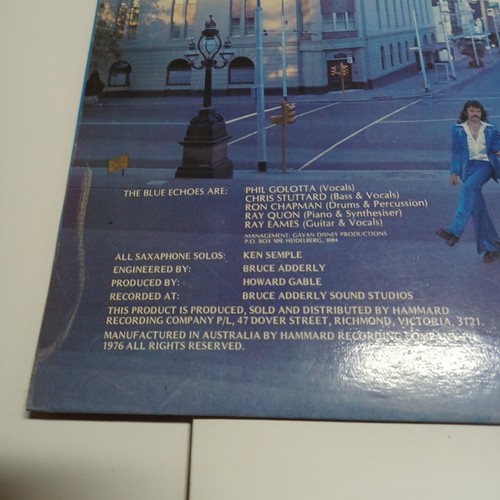 THE BLUE ECHOES ARE: PHIL GOLOTTA (Vocals)
CHRIS STUTTARD (Bass & Vocals)
RON CHAPMAN (Drums & Percussion)
RAY QUON (Piano & Synthesiser)
RAY EAMES (Guitar & Vocals)
MANAGEMENT: GAVAN DISNEY PRODUCTIONS
P.O. BOX 109, HEIDELBERG, 3084
ALL SAXAPHONE SOLOS: KEN SEMPLE
ENGINEERED BY: BRUCE ADDERLY
PRODUCED BY: HOWARD GABLE
RECORDED AT: BRUCE ADDERLY SOUND STUDIOS
THIS PRODUCT IS PRODUCED, SOLD AND DISTRIBUTED BY HAMMARD
RECORDING COMPANY P/L, 47 DOVER STREET, RICHMOND, VICTORIA, 3121.
MANUFACTURED IN AUSTRALIA BY HAMMARD RECORDING COMPANY P/L
1976 ALL RIGHTS RESERVED.